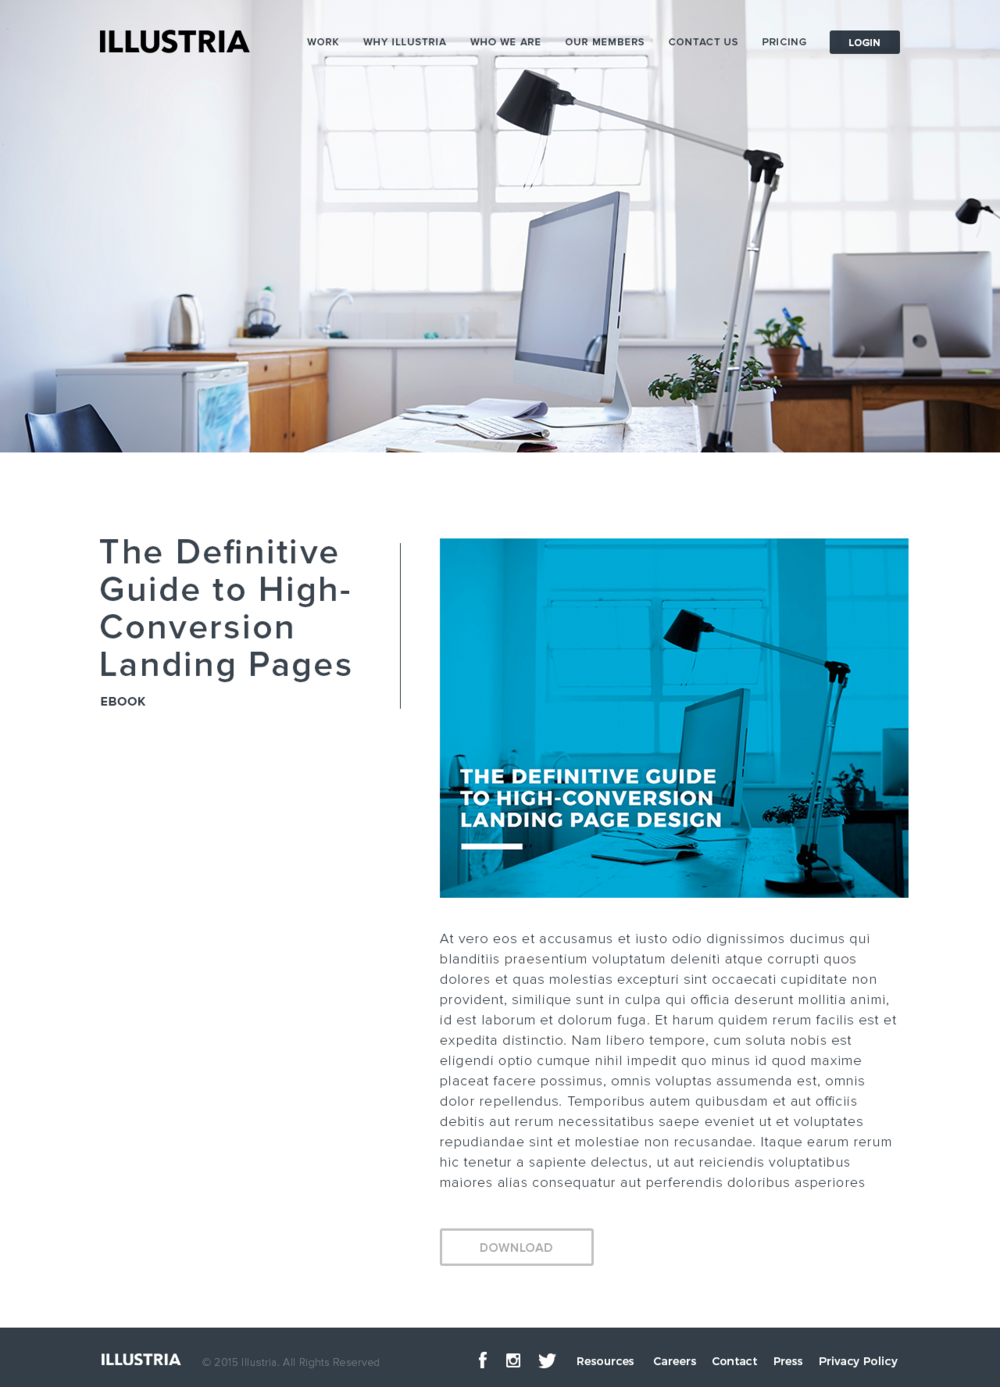 ILLUSTRIA
WORK WHY ILLUSTRIA WHO WE ARE OUR MEMBERS CONTACT US PRICING LOGIN
The Definitive
Guide to High-
Conversion
Landing Pages
EBOOK
THE DEFINITIVE GUIDE
TO HIGH-CONVERSION
LANDING PAGE DESIGN
At vero eos et accusamus et iusto odio dignissimos ducimus qui
blanditiis praesentium voluptatum deleniti atque corrupti quos
dolores et quas molestias excepturi sint occaecati cupiditate non
provident, similique sunt in culpa qui officia deserunt mollitia animi,
id est laborum et dolorum fuga. Et harum quidem rerum facilis est et
expedita distinctio. Nam libero tempore, cum soluta nobis est
eligendi optio cumque nihil impedit quo minus id quod maxime
placeat facere possimus, omnis voluptas assumenda est, omnis
dolor repellendus. Temporibus autem quibusdam et aut officiis
debitis aut rerum necessitatibus saepe eveniet ut et voluptates
repudiandae sint et molestiae non recusandae. Itaque earum rerum
hic tenetur a sapiente delectus, ut aut reiciendis voluptatibus
maiores alias consequatur aut perferendis doloribus asperiores
DOWNLOAD
ILLUSTRIA © 2015 Illustria. All Rights Reserved Resources Careers Contact Press Privacy Policy